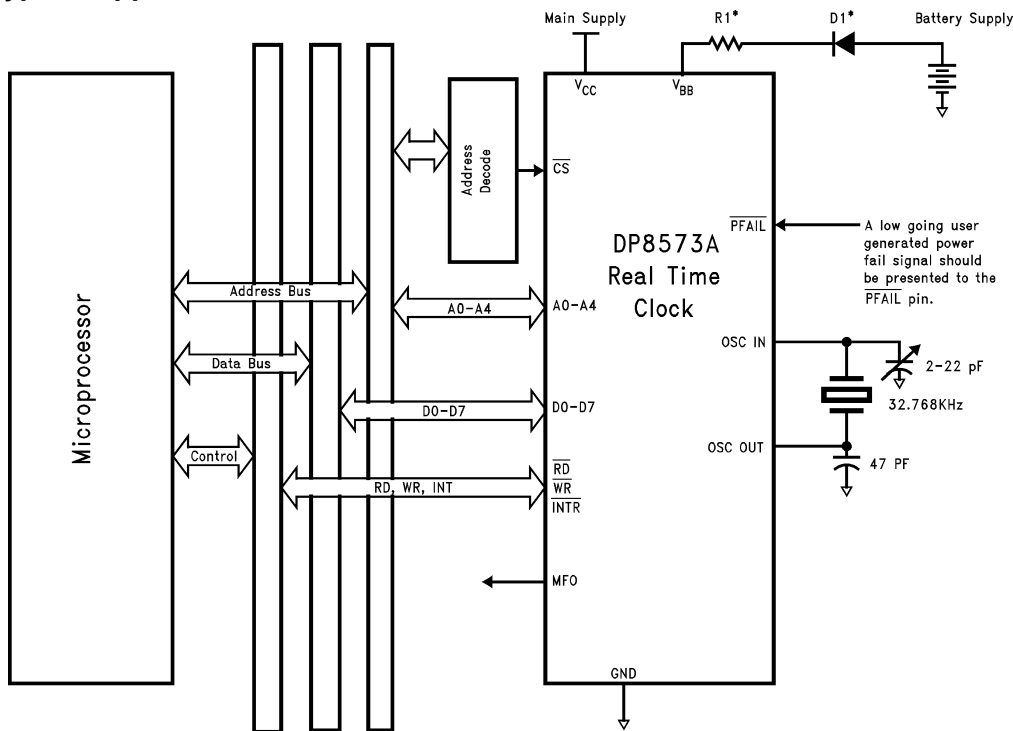 Main Supply
R1*
D1*
Battery Supply
VCC
VBB
Address
Decode
CS
PFAIL
A low going user
generated power
fail signal should
be presented to the
PFAIL pin.
DP8573A
Real Time
Clock
Microprocessor
Address Bus
A0-A4
A0-A4
OSC IN
2-22 pF
Data Bus
32.768KHz
D0-D7
D0-D7
OSC OUT
Control
47 PF
RD, WR, INT
RD
WR
INTR
MFO
GND